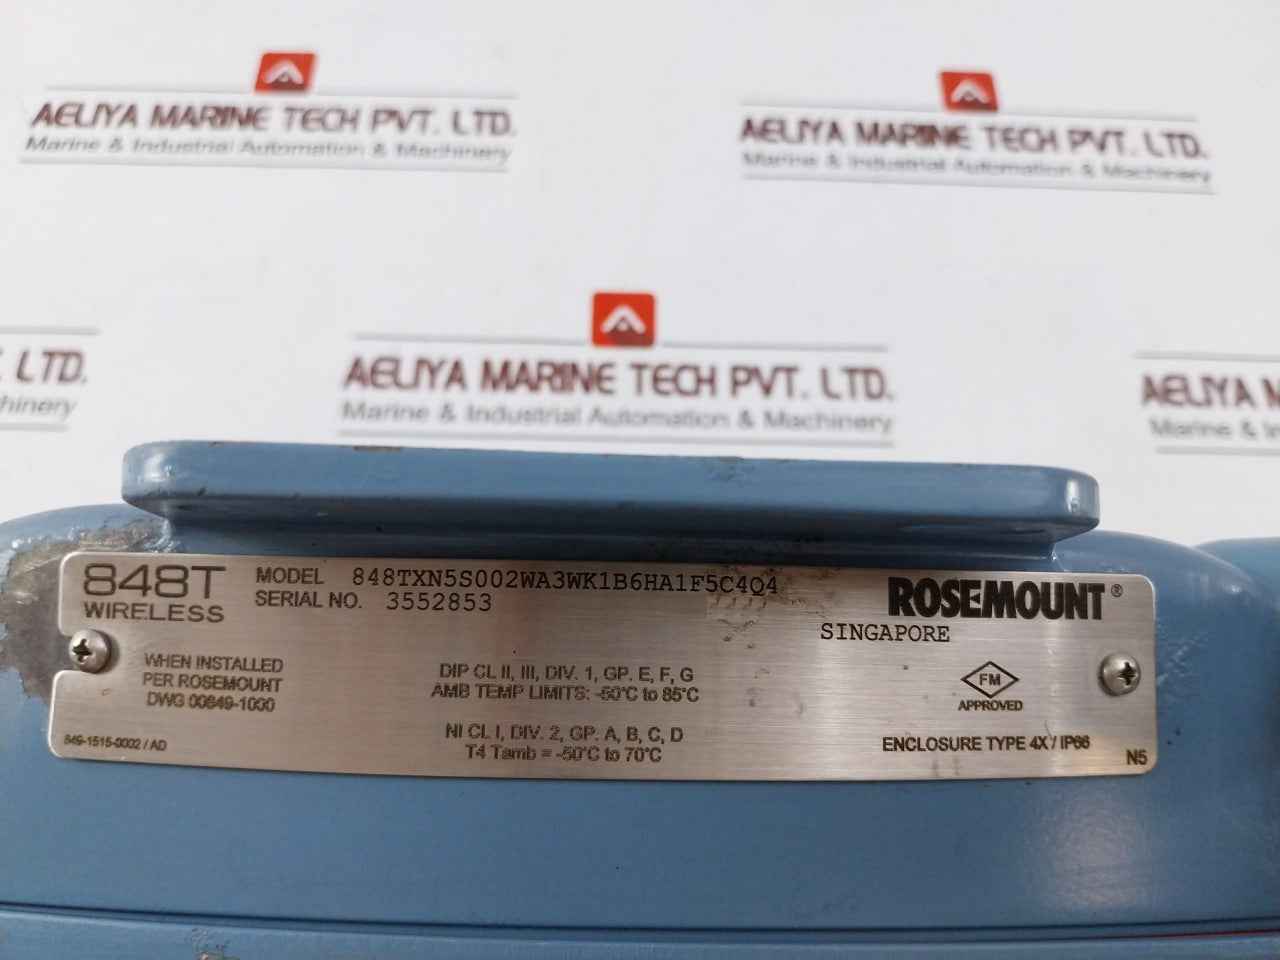 AELIYA MARINE TECH PVT. LTD.
Marine & Industrial Automation & Machinery
AELIYA MARINE TECH PVT. LTD.
Marine & Industrial Automation & Machinery
LTD.
AELIYA MARINE TECH PVT. LTD.
Marine & Industrial Automation & Machinery
AELIYA
Marine &
848T
WIRELESS
MODEL 848TXN5S002WA3WK1B6HA1F5C4Q4
SERIAL NO. 3552853
ROSEMOUNT®
SINGAPORE
WHEN INSTALLED
PER ROSEMOUNT
DWG 00849-1000
849-1515-0002 / AD
DIP CL II, III, DIV. 1, GP. E, F, G
AMB TEMP LIMITS: -50°C to 85°C
NI CL I, DIV. 2, GP. A, B, C, D
T4 Tamb = -50°C to 70°C
FM
APPROVED
ENCLOSURE TYPE 4X / IP66
N5